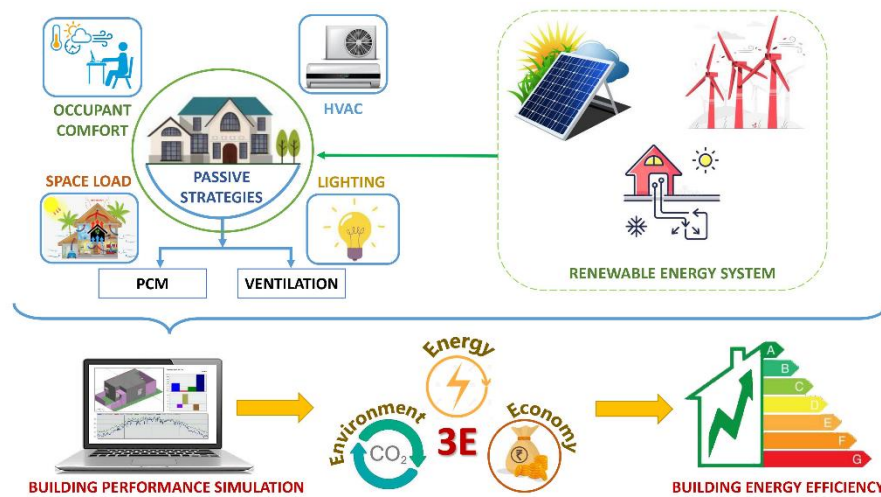 OCCUPANT
COMFORT
HVAC
SPACE LOAD
PASSIVE
STRATEGIES
LIGHTING
PCM
VENTILATION
RENEWABLE ENERGY SYSTEM
Energy
Environment
Economy
CO2
3E
₹
A
B
C
D
E
F
G
BUILDING PERFORMANCE SIMULATION
BUILDING ENERGY EFFICIENCY